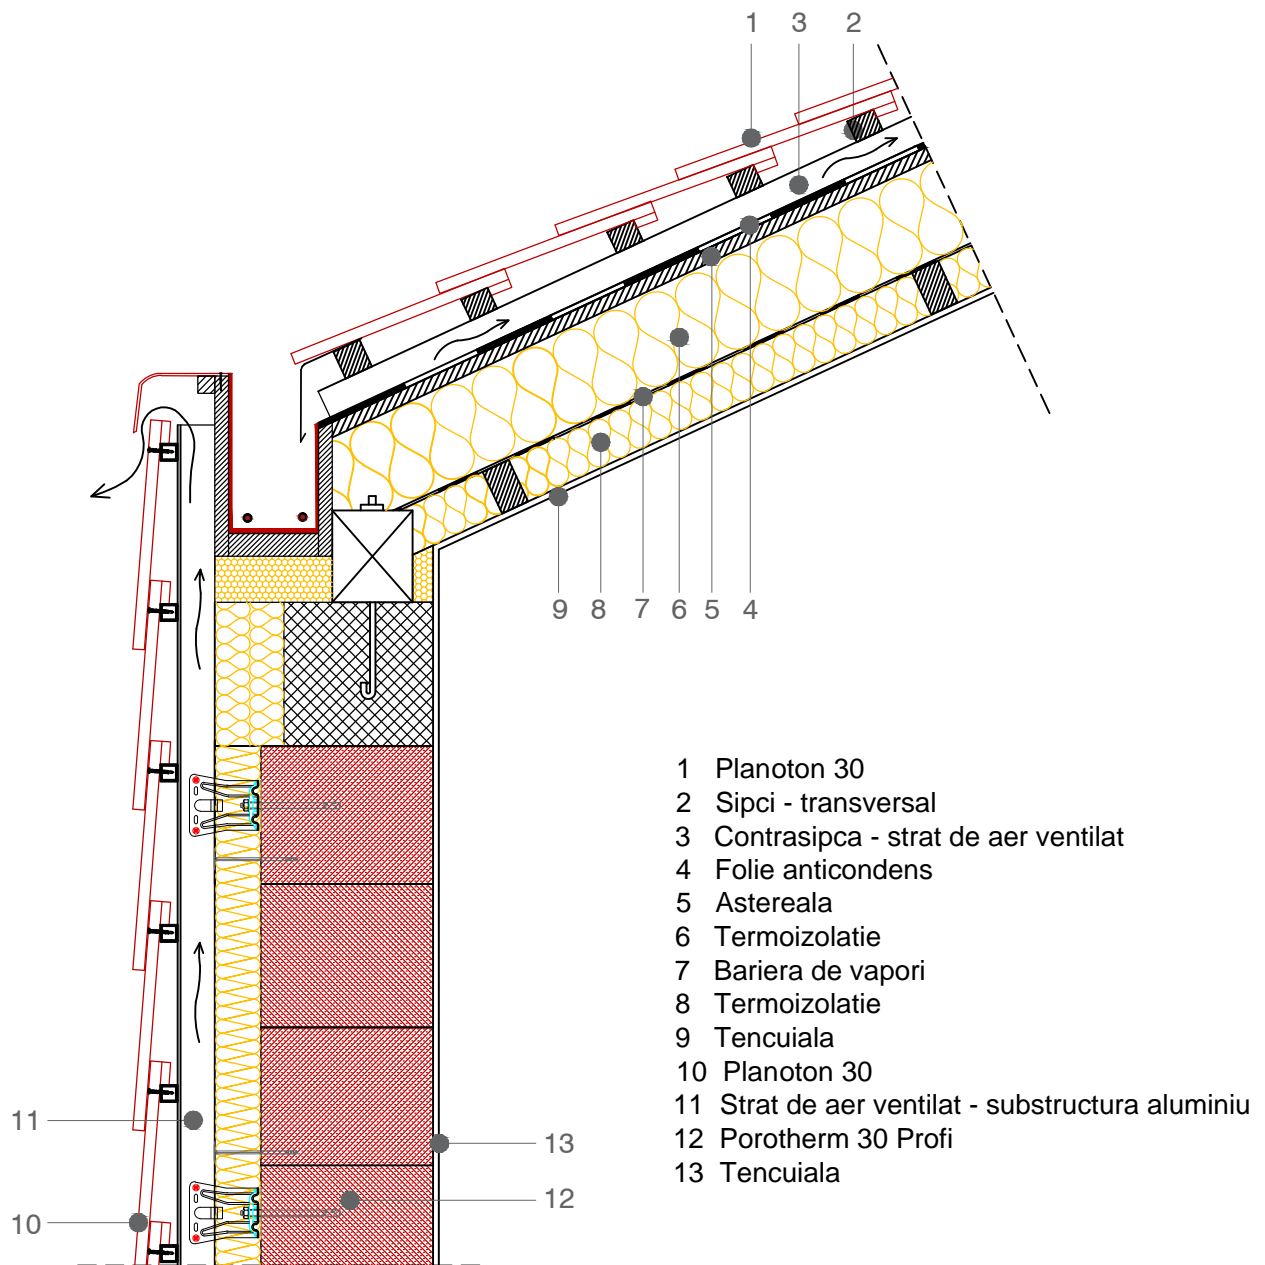 1 3 2
9 8 7 6 5 4
1 Planoton 30
2 Sipci - transversal
3 Contrasipca - strat de aer ventilat
4 Folie anticondens
5 Astereala
6 Termoizolatie
7 Bariera de vapori
8 Termoizolatie
9 Tencuiala
10 Planoton 30
11 Strat de aer ventilat - substructura aluminiu
12 Porotherm 30 Profi
13 Tencuiala
11
13
12
10